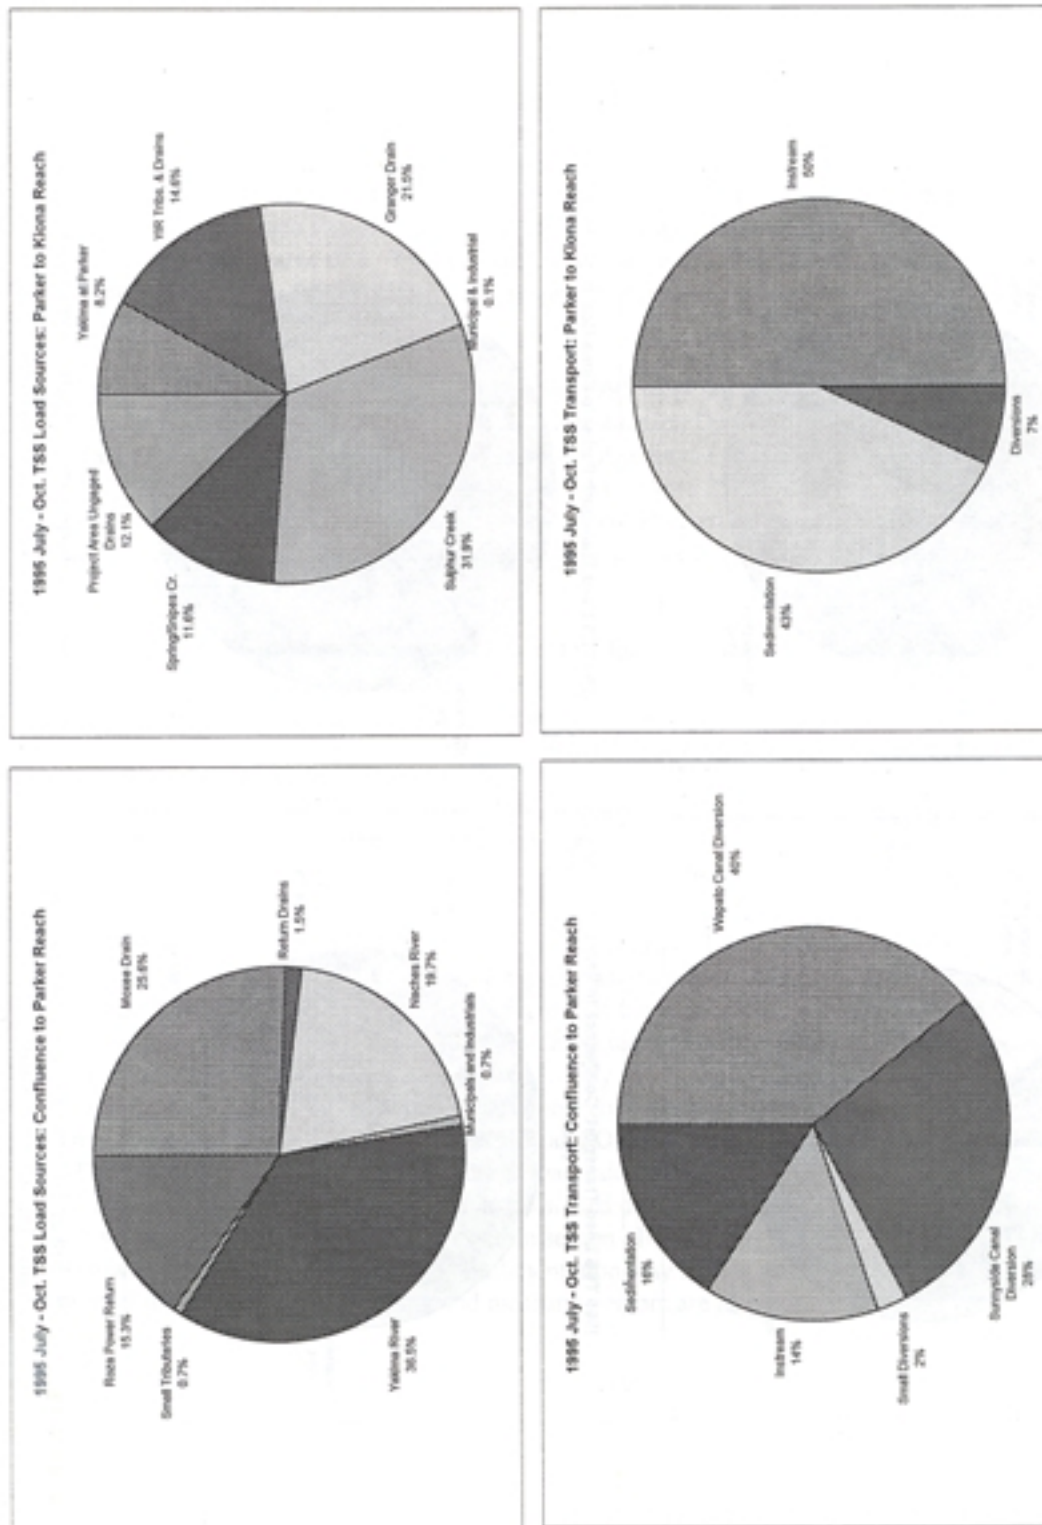 1995 July - Oct. TSS Load Sources: Confluence to Parker Reach
Moxee Drain
25.6%
Return Drains
1.5%
Naches River
19.7%
Municipals and Industrials
0.7%
Yakima River
36.5%
Small Tributaries
0.7%
Roza Power Return
15.3%
1995 July - Oct. TSS Load Sources: Parker to Kiona Reach
Yakima at Parker
8.2%
YIR Tribs. & Drains
14.6%
Granger Drain
21.5%
Municipal & Industrial
0.1%
Sulphur Creek
31.9%
Spring/Snipes Cr.
11.6%
Project Area Ungaged
Drains
12.1%
1995 July - Oct. TSS Transport: Confluence to Parker Reach
Wapato Canal Diversion
40%
Sunnyside Canal
Diversion
28%
Small Diversions
2%
Instream
14%
Sedimentation
16%
1995 July - Oct. TSS Transport: Parker to Kiona Reach
Instream
50%
Diversions
7%
Sedimentation
43%